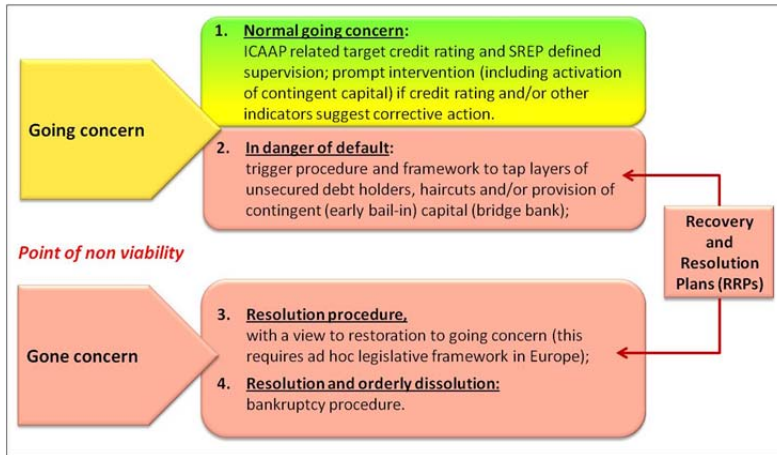 1. Normal going concern:
ICAAP related target credit rating and SREP defined
supervision; prompt intervention (including activation
of contingent capital) if credit rating and/or other
indicators suggest corrective action.
Going concern
2. In danger of default:
trigger procedure and framework to tap layers of
unsecured debt holders, haircuts and/or provision of
contingent (early bail-in) capital (bridge bank);
Recovery
and
Resolution
Plans (RRPs)
Point of non viability
3. Resolution procedure,
with a view to restoration to going concern (this
requires ad hoc legislative framework in Europe);
Gone concern
4. Resolution and orderly dissolution:
bankruptcy procedure.